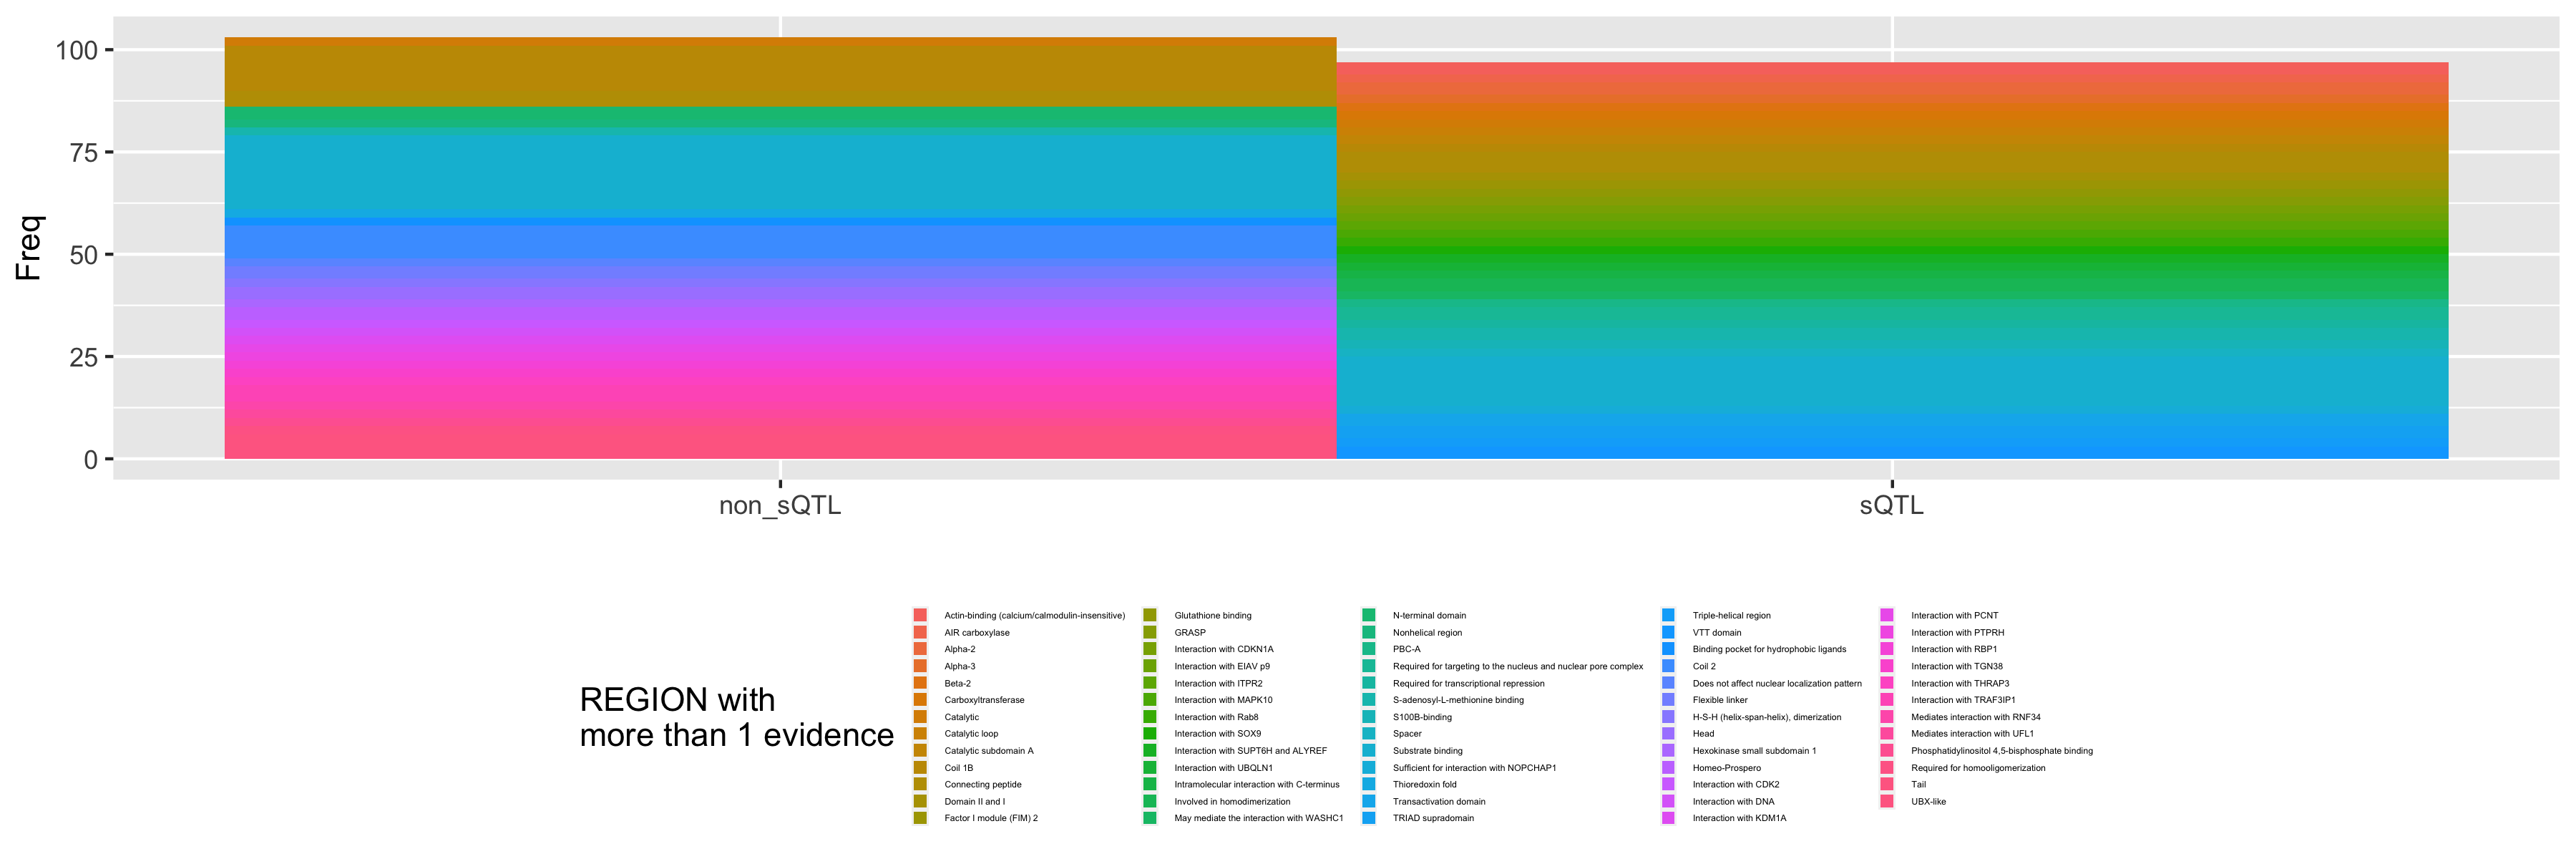 100
75
50
25
0
Freq
non_sQTL
sQTL
REGION with
more than 1 evidence
Actin-binding (calcium/calmodulin-insensitive)
AIR carboxylase
Alpha-2
Alpha-3
Beta-2
Carboxyltransferase
Catalytic
Catalytic loop
Catalytic subdomain A
Coil 1B
Connecting peptide
Domain II and I
Factor I module (FIM) 2
Glutathione binding
GRASP
Interaction with CDKN1A
Interaction with EIAV p9
Interaction with ITPR2
Interaction with MAPK10
Interaction with Rab8
Interaction with SOX9
Interaction with SUPT6H and ALYREF
Interaction with UBQLN1
Intramolecular interaction with C-terminus
Involved in homodimerization
May mediate the interaction with WASHC1
N-terminal domain
Nonhelical region
PBC-A
Required for targeting to the nucleus and nuclear pore complex
Required for transcriptional repression
S-adenosyl-L-methionine binding
S100B-binding
Spacer
Substrate binding
Sufficient for interaction with NOPCHAP1
Thioredoxin fold
Transactivation domain
TRIAD supradomain
Triple-helical region
VTT domain
Binding pocket for hydrophobic ligands
Coil 2
Does not affect nuclear localization pattern
Flexible linker
H-S-H (helix-span-helix), dimerization
Head
Hexokinase small subdomain 1
Homeo-Prospero
Interaction with CDK2
Interaction with DNA
Interaction with KDM1A
Interaction with PCNT
Interaction with PTPRH
Interaction with RBP1
Interaction with TGN38
Interaction with THRAP3
Interaction with TRAF3IP1
Mediates interaction with RNF34
Mediates interaction with UFL1
Phosphatidylinositol 4,5-bisphosphate binding
Required for homooligomerization
Tail
UBX-like